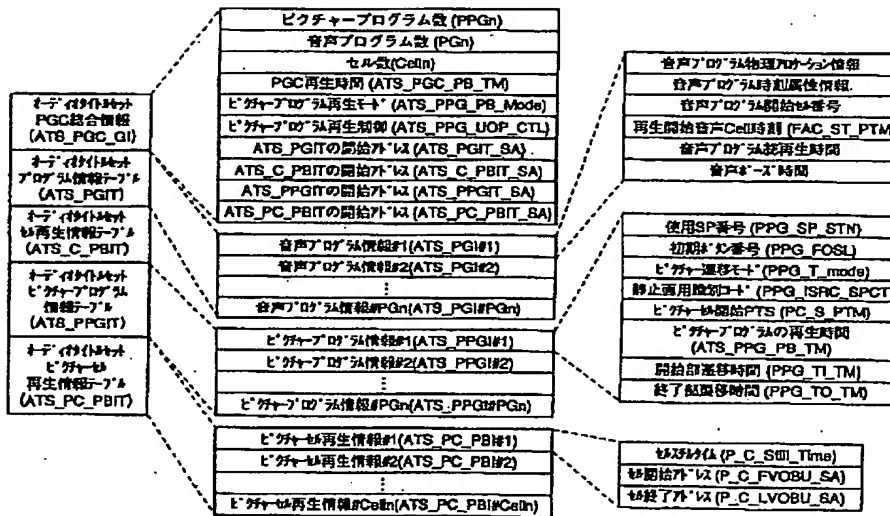 オーディオタイトルセット
PGC総合情報
(ATS_PGC_GI)
オーディオタイトルセット
プログラム情報テーブル
(ATS_PGIT)
オーディオタイトルセット
セル再生情報テーブル
(ATS_C_PBIT)
オーディオタイトルセット
ピクチャープログラム
情報テーブル
(ATS_PPGIT)
オーディオタイトルセット
ピクチャーセル
再生情報テーブル
(ATS_PC_PBIT)
ピクチャープログラム数 (PPGn)
音声プログラム数 (PGn)
セル数(Celln)
PGC再生時間 (ATS_PGC_PB_TM)
ピクチャープログラム再生モード (ATS_PPG_PB_Mode)
ピクチャープログラム再生制御 (ATS_PPG_UOP_CTL)
ATS_PGITの開始アドレス (ATS_PGIT_SA)
ATS_C_PBITの開始アドレス (ATS_C_PBIT_SA)
ATS_PPGITの開始アドレス (ATS_PPGIT_SA)
ATS_PC_PBITの開始アドレス (ATS_PC_PBIT_SA)
音声プログラム情報#1(ATS_PGI#1)
音声プログラム情報#2(ATS_PGI#2)
⋮
音声プログラム情報#PGn(ATS_PGI#PGn)
ピクチャープログラム情報#1(ATS_PPGI#1)
ピクチャープログラム情報#2(ATS_PPGI#2)
⋮
ピクチャープログラム情報#PGn(ATS_PPGI#PGn)
ピクチャーセル再生情報#1(ATS_PC_PBI#1)
ピクチャーセル再生情報#2(ATS_PC_PBI#2)
⋮
ピクチャーセル再生情報#Celln(ATS_PC_PBI#Celln)
音声プログラム物理アロケーション情報
音声プログラム時刻属性情報
音声プログラム開始セル番号
再生開始音声Cell時刻 (FAC_ST_PTM)
音声プログラム総再生時間
音声ポーズ時間
使用SP番号 (PPG_SP_STN)
初期ボタン番号 (PPG_FOSL)
ピクチャー遷移モード (PPG_T_mode)
静止画用識別コード (PPG_ISRC_SPCT)
ピクチャーセル開始PTS (PC_S_PTM)
ピクチャープログラムの再生時間
(ATS_PPG_PB_TM)
開始部遷移時間 (PPG_TI_TM)
終了部遷移時間 (PPG_TO_TM)
セルスチルタイム (P_C_Still_Time)
セル開始アドレス (P_C_FVOBU_SA)
セル終了アドレス (P_C_LVOBU_SA)